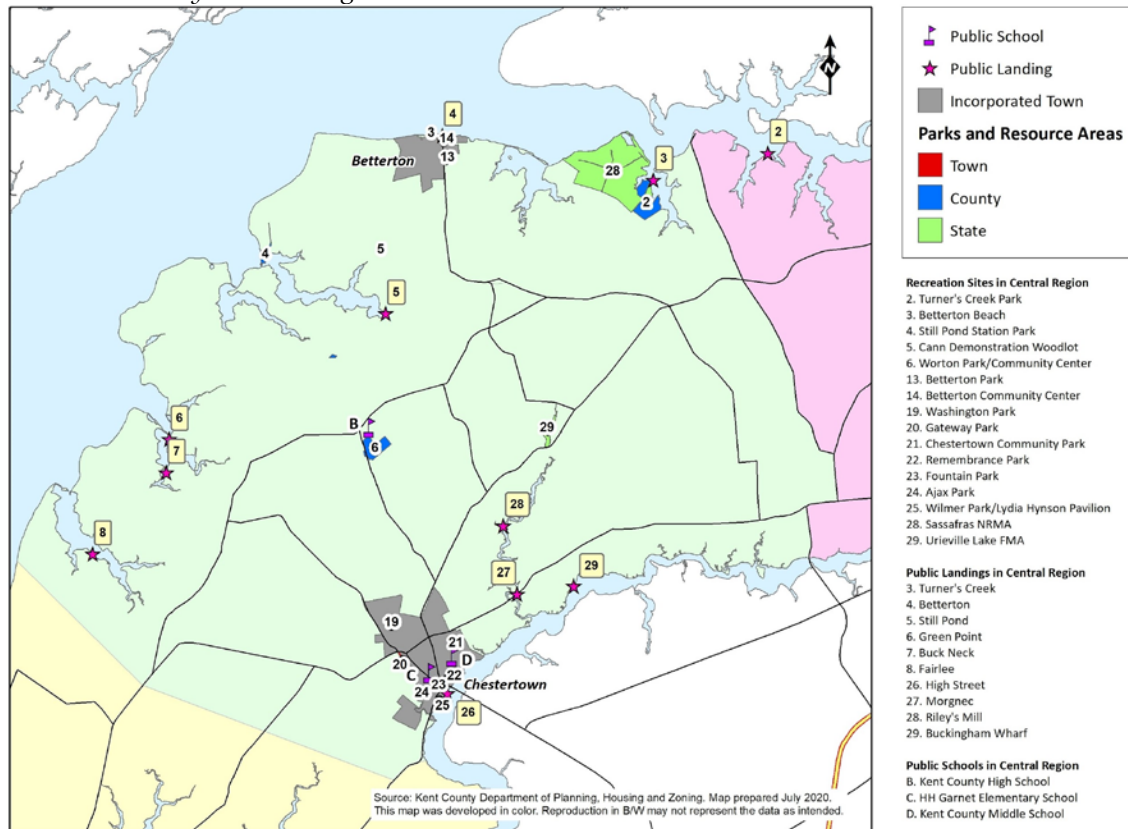 4
3
14
13
Betterton
28
3
2
2
4
5
5
6
7
8
B
6
29
28
27
29
19
21
20
D
C
22
23
24
25
Chestertown
26
N
Source: Kent County Department of Planning, Housing and Zoning. Map prepared July 2020.
This map was developed in color. Reproduction in B/W may not represent the data as intended.
Public School
Public Landing
Incorporated Town
Parks and Resource Areas
Town
County
State
Recreation Sites in Central Region
2. Turner's Creek Park
3. Betterton Beach
4. Still Pond Station Park
5. Cann Demonstration Woodlot
6. Worton Park/Community Center
13. Betterton Park
14. Betterton Community Center
19. Washington Park
20. Gateway Park
21. Chestertown Community Park
22. Remembrance Park
23. Fountain Park
24. Ajax Park
25. Wilmer Park/Lydia Hynson Pavilion
28. Sassafras NRMA
29. Urieville Lake FMA
Public Landings in Central Region
3. Turner's Creek
4. Betterton
5. Still Pond
6. Green Point
7. Buck Neck
8. Fairlee
26. High Street
27. Morgnec
28. Riley's Mill
29. Buckingham Wharf
Public Schools in Central Region
B. Kent County High School
C. HH Garnet Elementary School
D. Kent County Middle School